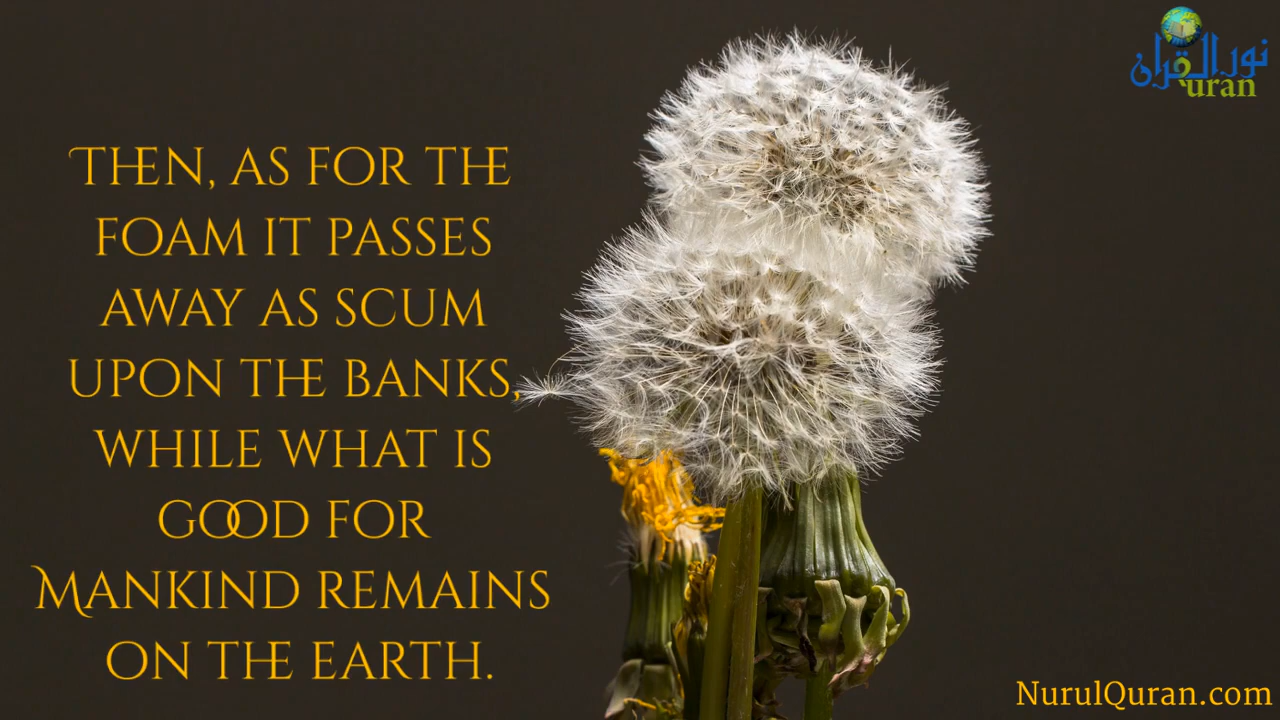 Then, as for the
foam it passes
away as scum
upon the banks,
while what is
good for
Mankind remains
on the earth.
نور القرآن
Quran
NurulQuran.com